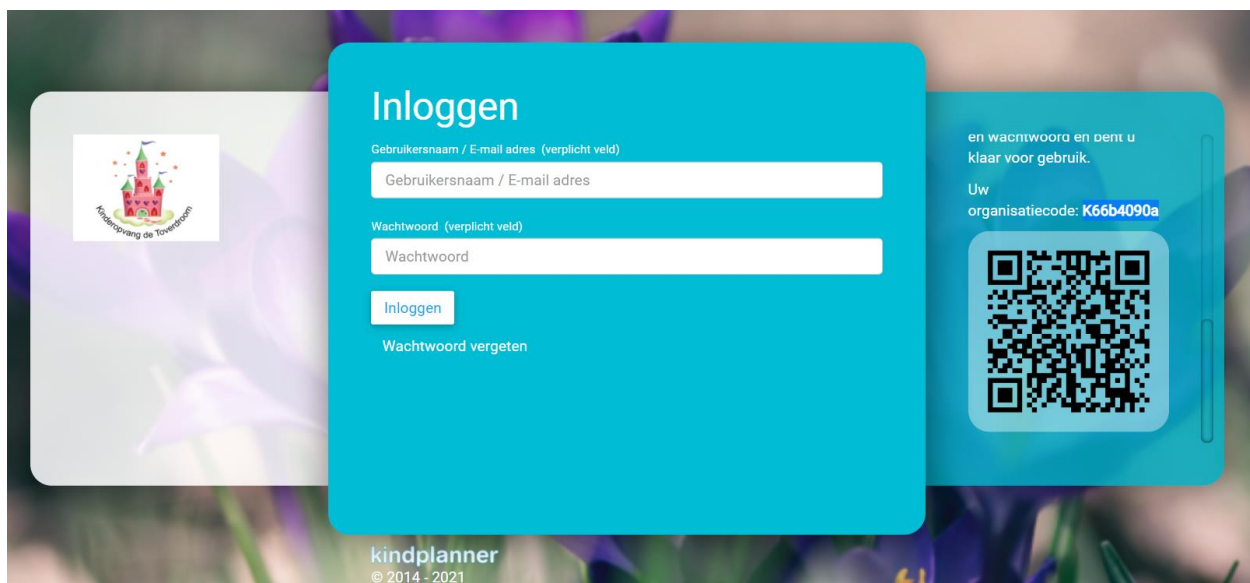 Kinderopvang de Toverdroom
Inloggen
Gebruikersnaam / E-mail adres (verplicht veld)
Gebruikersnaam / E-mail adres
Wachtwoord (verplicht veld)
Wachtwoord
Inloggen
Wachtwoord vergeten
en wachtwoord en bent u
klaar voor gebruik.
Uw
organisatiecode: K66b4090a
kindplanner
© 2014 - 2021